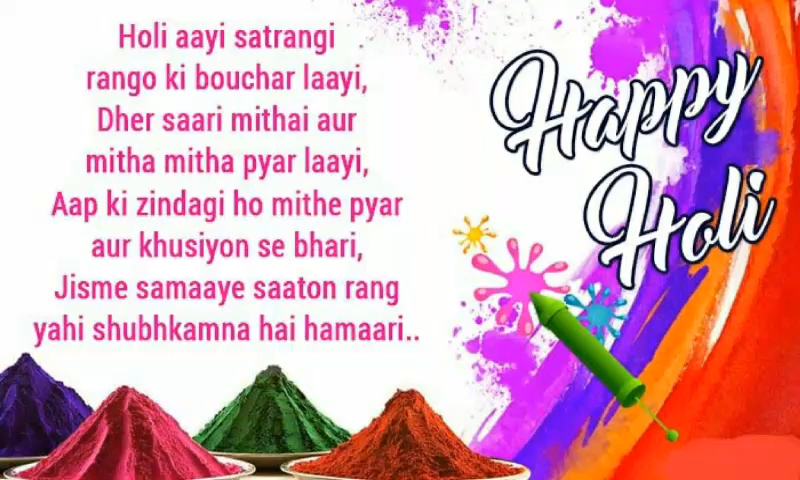 Holi aayi satrangi
rango ki bouchar laayi,
Dher saari mithai aur
mitha mitha pyar laayi,
Aap ki zindagi ho mithe pyar
aur khusiyon se bhari,
Jisme samaaye saaton rang
yahi shubhkamna hai hamaari..
Happy
Holi